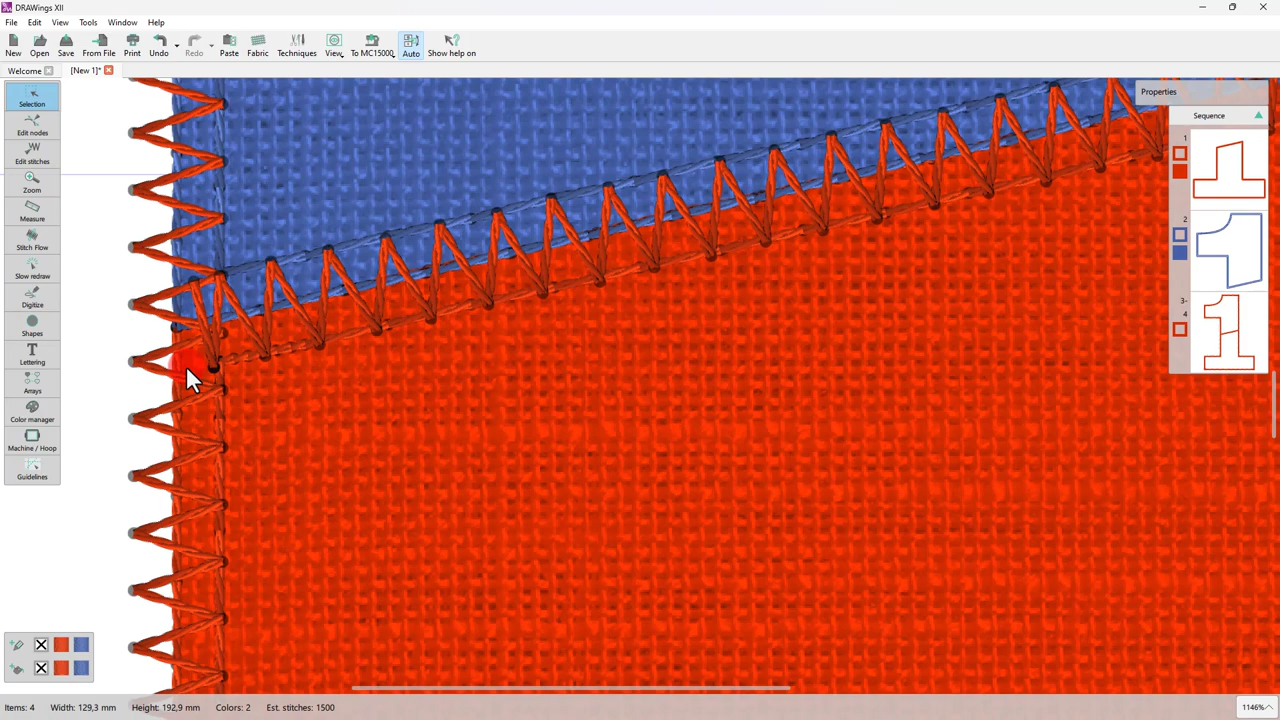 DRAWings XII
File Edit View Tools Window Help
New Open Save From File Print Undo Redo Paste Fabric Techniques View To MC15000 Auto Show help on
Welcome [New 1]*
Selection
Edit nodes
Edit stitches
Zoom
Measure
Stitch Flow
Slow redraw
Digitize
Shapes
Lettering
Arrays
Color manager
Machine / Hoop
Guidelines
Properties
Sequence
1
2
3-
4
Items: 4 Width: 129,3 mm Height: 192,9 mm Colors: 2 Est. stitches: 1500
1146%